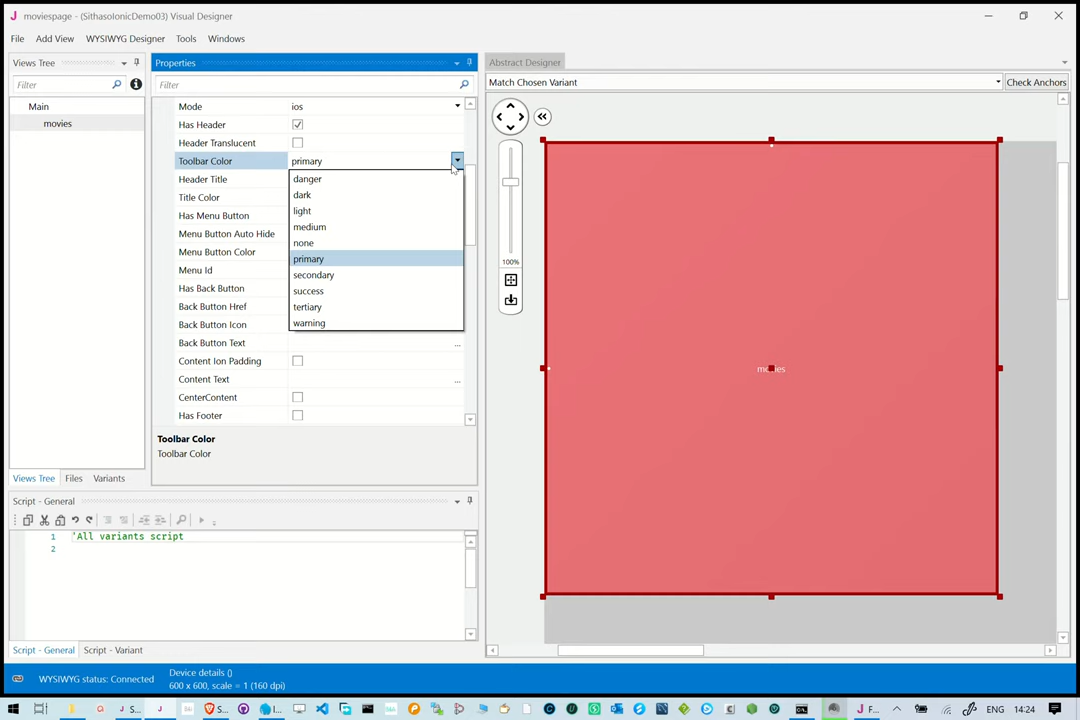 moviespage - (SithasoIonicDemo03) Visual Designer
File Add View WYSIWYG Designer Tools Windows
Views Tree
Filter
Main
movies
Views Tree Files Variants
Properties
Filter
Mode ios
Has Header
Header Translucent
Toolbar Color primary
Header Title
Title Color
Has Menu Button
Menu Button Auto Hide
Menu Button Color
Menu Id
Has Back Button
Back Button Href
Back Button Icon
Back Button Text ...
Content Ion Padding
Content Text ...
CenterContent
Has Footer
danger
dark
light
medium
none
primary
secondary
success
tertiary
warning
Toolbar Color
Toolbar Color
Abstract Designer
Match Chosen Variant Check Anchors
100%
movies
Script - General
1 'All variants script
2
Script - General Script - Variant
WYSIWYG status: Connected
Device details ()
600 x 600, scale = 1 (160 dpi)
J S... J S... I... J F... ENG 14:24